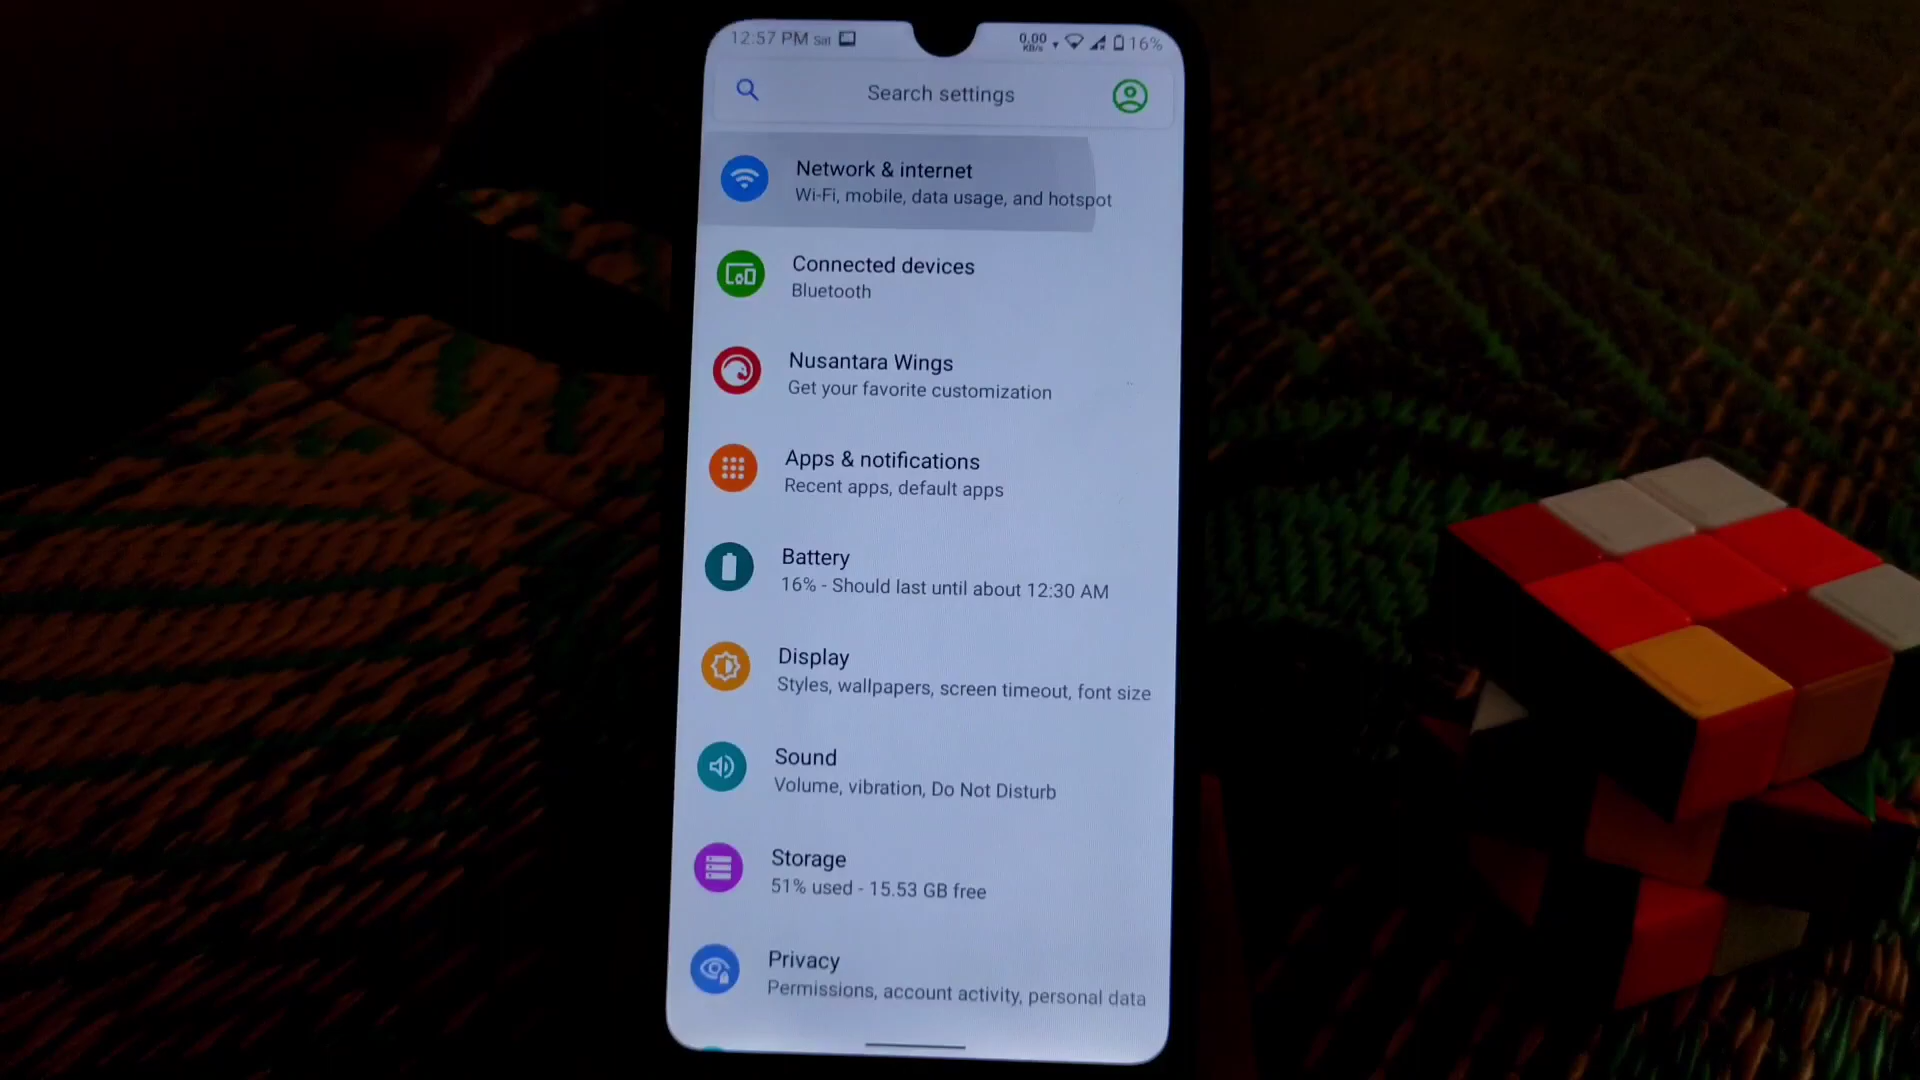 12:57 PM Sat
0.00 KB/s 16%
Search settings
Network & internet
Wi-Fi, mobile, data usage, and hotspot
Connected devices
Bluetooth
Nusantara Wings
Get your favorite customization
Apps & notifications
Recent apps, default apps
Battery
16% - Should last until about 12:30 AM
Display
Styles, wallpapers, screen timeout, font size
Sound
Volume, vibration, Do Not Disturb
Storage
51% used - 15.53 GB free
Privacy
Permissions, account activity, personal data